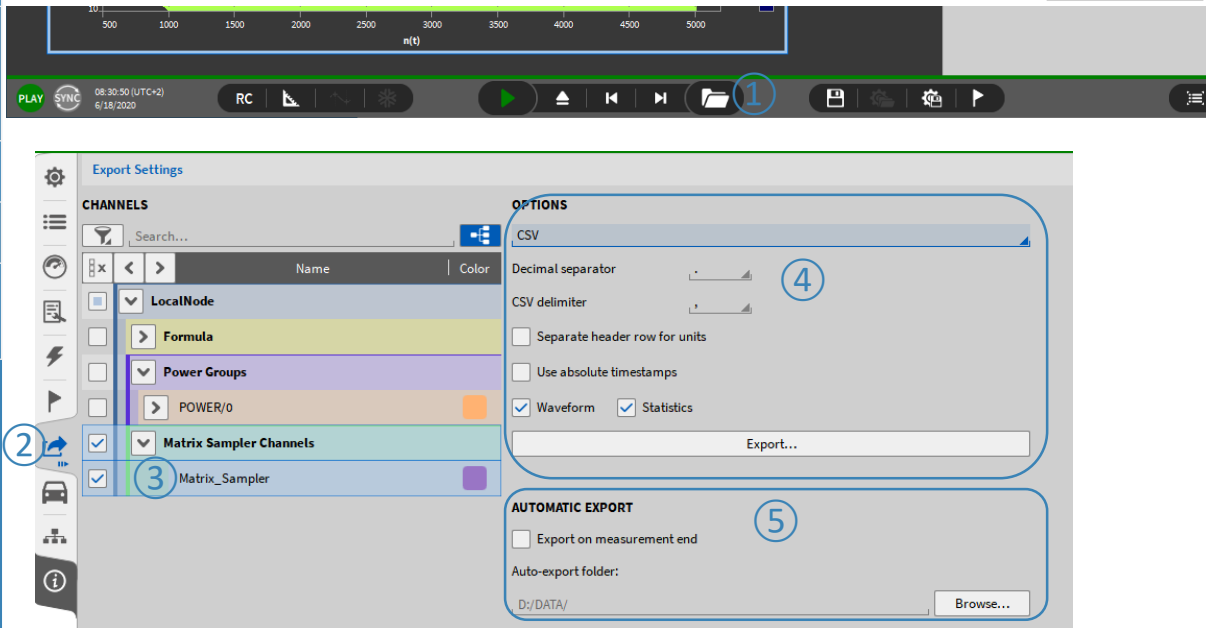 10
500 1000 1500 2000 2500 3000 3500 4000 4500 5000
n(t)
PLAY SYNC 08:30:50 (UTC+2)
6/18/2020
RC
1
Export Settings
CHANNELS
Search...
Name Color
LocalNode
Formula
Power Groups
POWER/0
2
Matrix Sampler Channels
3 Matrix_Sampler
OPTIONS
CSV
Decimal separator .
4
CSV delimiter ,
Separate header row for units
Use absolute timestamps
Waveform Statistics
Export...
AUTOMATIC EXPORT
5
Export on measurement end
Auto-export folder:
D:/DATA/ Browse...